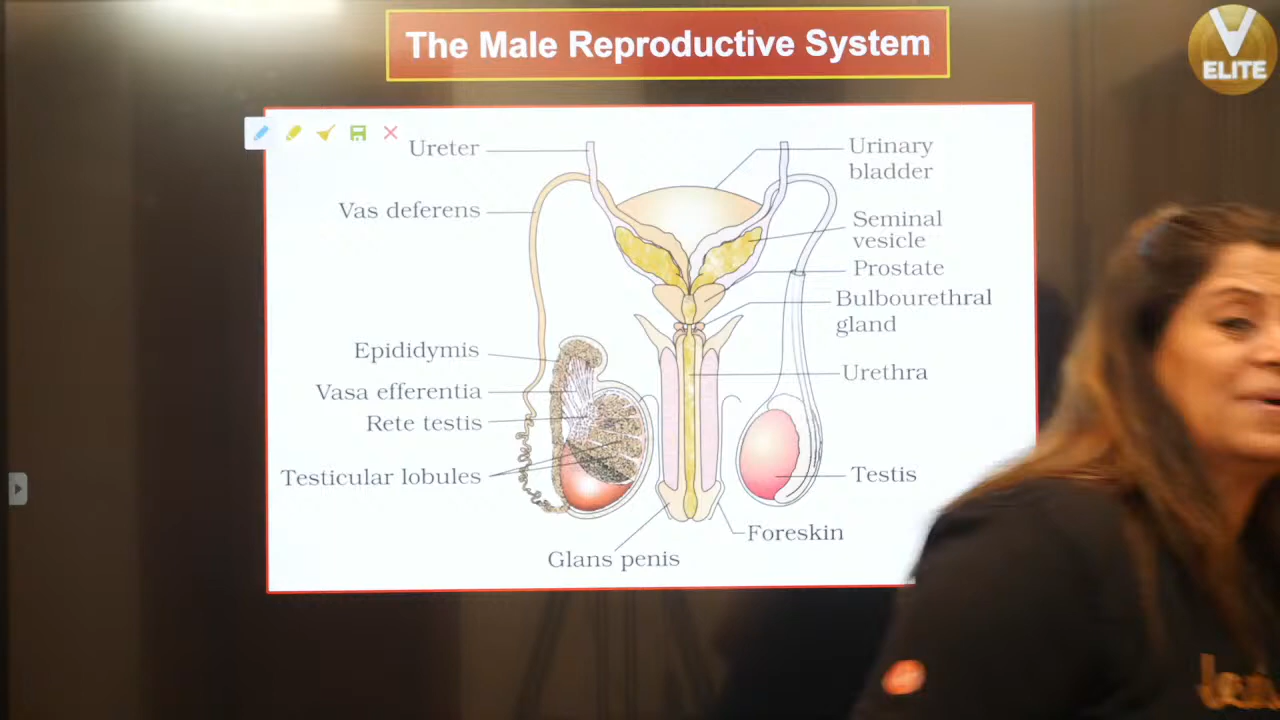 The Male Reproductive System
V
ELITE
Ureter
Urinary
bladder
Vas deferens
Seminal
vesicle
Prostate
Bulbourethral
gland
Epididymis
Urethra
Vasa efferentia
Rete testis
Testicular lobules
Testis
Foreskin
Glans penis